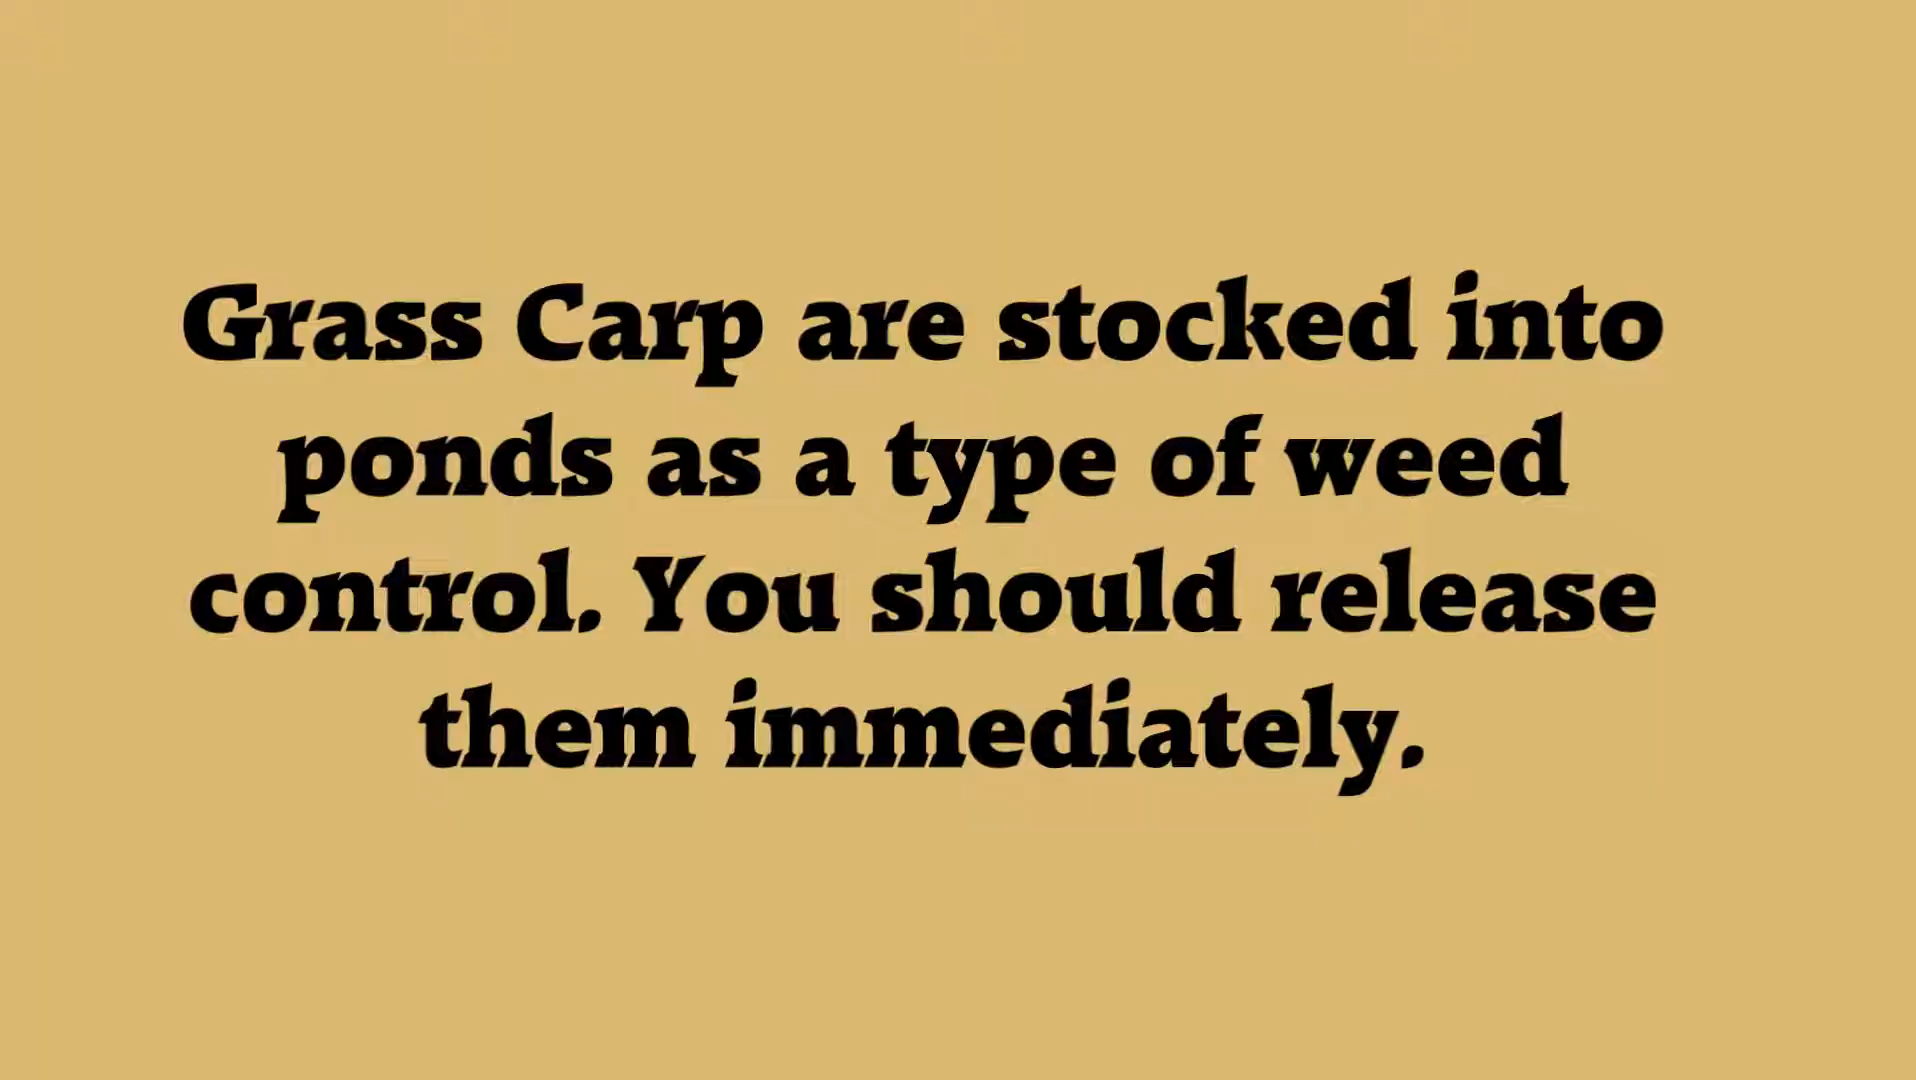 Grass Carp are stocked into
ponds as a type of weed
control. You should release
them immediately.